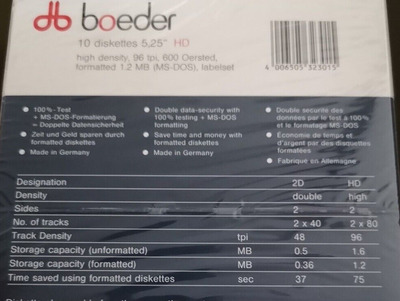 boeder
10 diskettes 5,25" HD
high density, 96 tpi, 600 Oersted,
formatted 1.2 MB (MS-DOS), labelset
4 006505 323015
100%-Test
+ MS-DOS-Formatierung
= Doppelte Datensicherheit
Zeit und Geld sparen durch
formatted diskettes
Made in Germany
Double data-security with
100% testing + MS-DOS
formatting
Save time and money with
formatted diskettes
Made in Germany
Double securité des
données par le test à 100%
et le formatage MS-DOS
Économie de temps et
d'argent par des disquettes
formatées
Fabriqué en Allemagne
Designation 2D HD
Density double high
Sides 2 2
No. of tracks 2 x 40 2 x 80
Track Density tpi 48 96
Storage capacity (unformatted) MB 0.5 1.6
Storage capacity (formatted) MB 0.36 1.2
Time saved using formatted diskettes sec 37 75